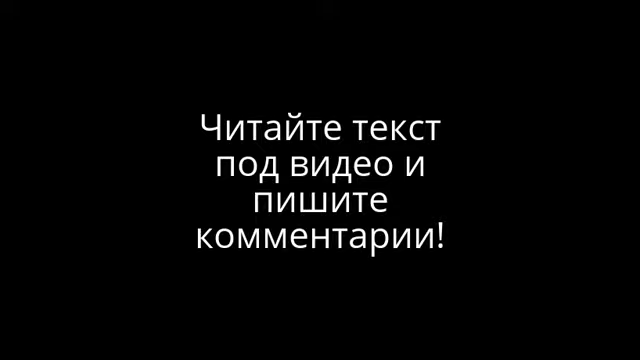 Читайте текст
под видео и
пишите
комментарии!